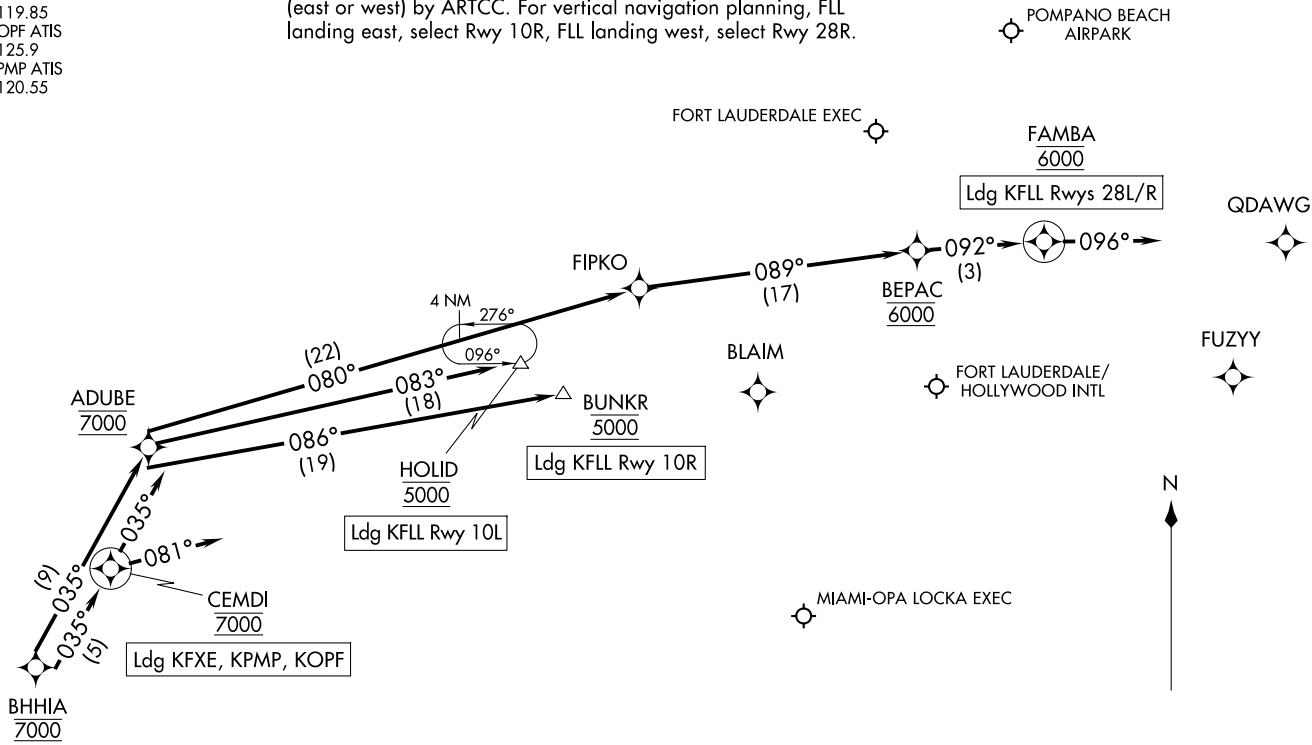 119.85
OPF ATIS
125.9
PMP ATIS
120.55
(east or west) by ARTCC. For vertical navigation planning, FLL
landing east, select Rwy 10R, FLL landing west, select Rwy 28R.
POMPANO BEACH
AIRPARK
FORT LAUDERDALE EXEC
FAMBA
6000
Ldg KFLL Rwys 28L/R
QDAWG
FIPKO
089°
(17)
092°
(3)
096°
BEPAC
6000
4 NM
276°
096°
(22)
080°
083°
(18)
086°
(19)
BLAIM
FUZYY
FORT LAUDERDALE/
HOLLYWOOD INTL
ADUBE
7000
BUNKR
5000
Ldg KFLL Rwy 10R
HOLID
5000
Ldg KFLL Rwy 10L
N
035°
081°
(9)
035°
035°
(5)
CEMDI
7000
Ldg KFXE, KPMP, KOPF
MIAMI-OPA LOCKA EXEC
BHHIA
7000